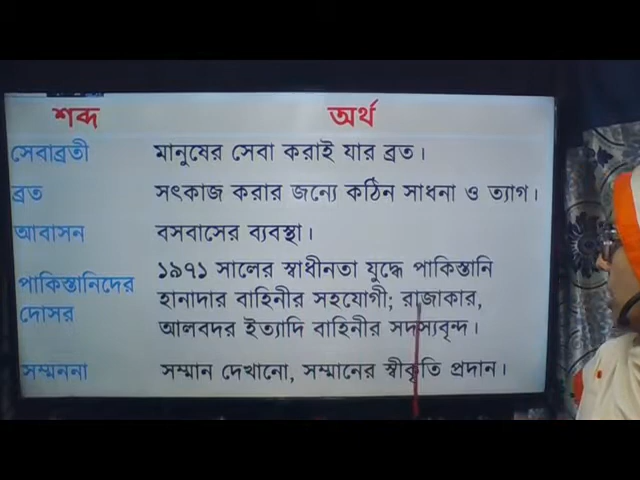 শব্দ অর্থ
সেবাব্রতী মানুষের সেবা করাই যার ব্রত।
ব্রত সৎকাজ করার জন্যে কঠিন সাধনা ও ত্যাগ।
আবাসন বসবাসের ব্যবস্থা।
পাকিস্তানিদের দোসর ১৯৭১ সালের স্বাধীনতা যুদ্ধে পাকিস্তানি
হানাদার বাহিনীর সহযোগী; রাজাকার,
আলবদর ইত্যাদি বাহিনীর সদস্যবৃন্দ।
সম্মননা সম্মান দেখানো, সম্মানের স্বীকৃতি প্রদান।